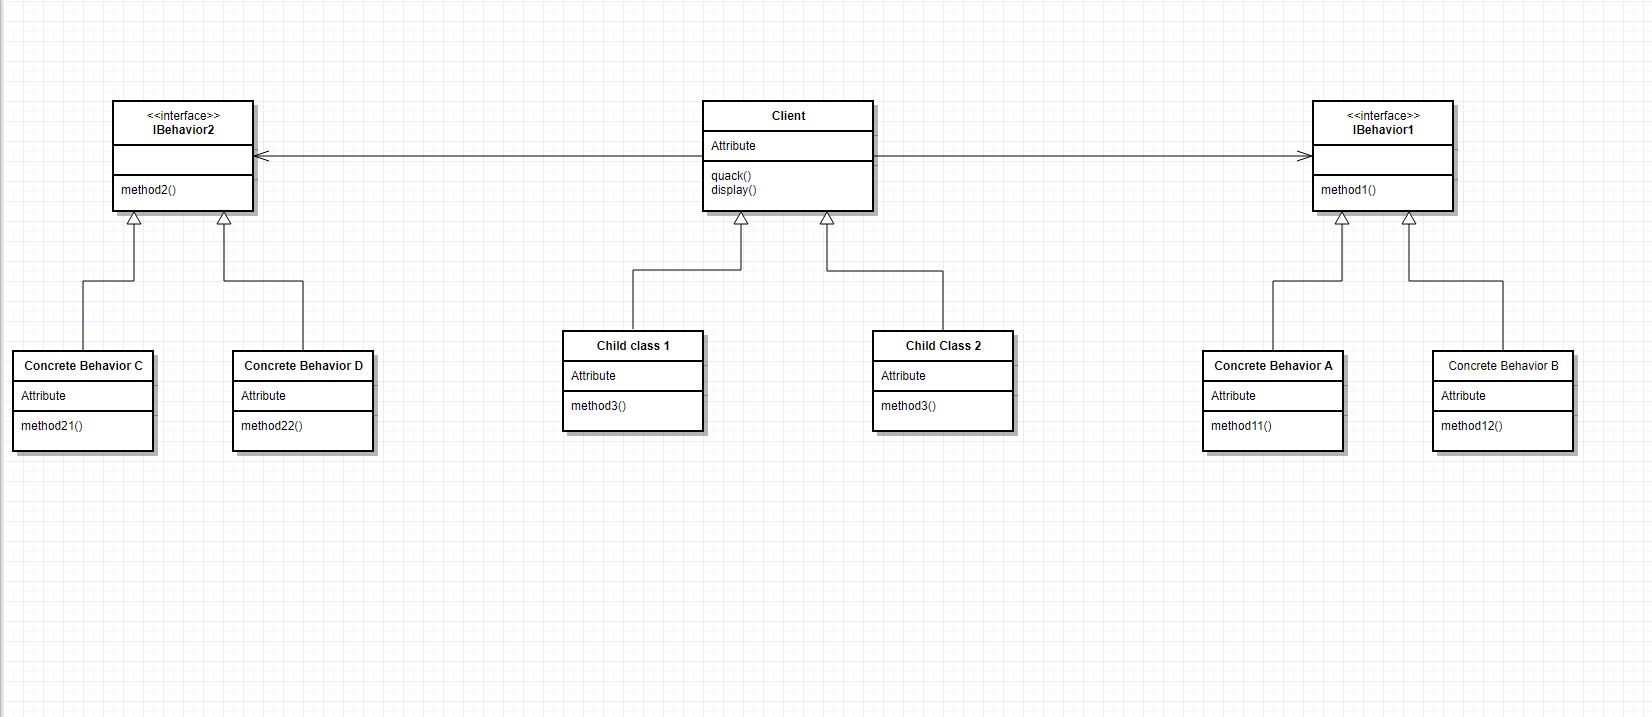 <<interface>>
IBehavior2
method2()
Client
Attribute
quack()
display()
<<interface>>
IBehavior1
method1()
Concrete Behavior C
Attribute
method21()
Concrete Behavior D
Attribute
method22()
Child class 1
Attribute
method3()
Child Class 2
Attribute
method3()
Concrete Behavior A
Attribute
method11()
Concrete Behavior B
Attribute
method12()